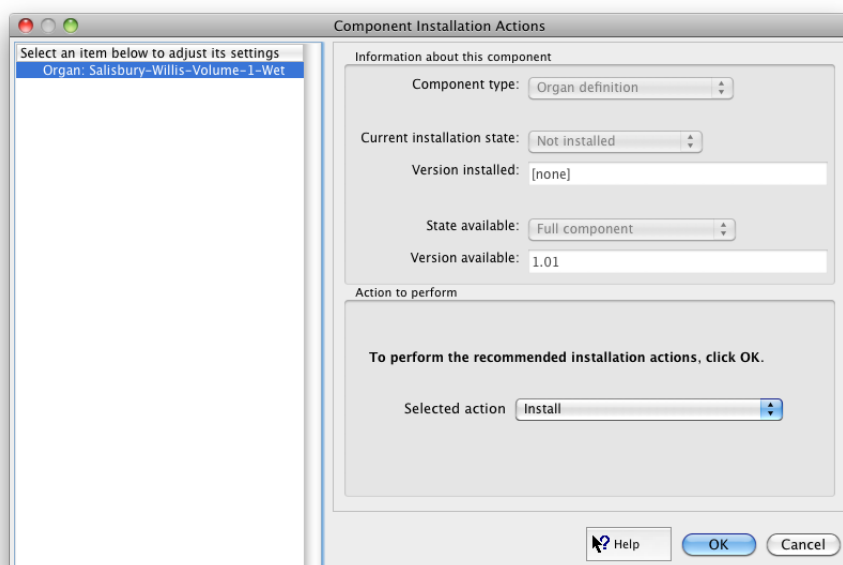 Component Installation Actions
Select an item below to adjust its settings
Organ: Salisbury-Willis-Volume-1-Wet
Information about this component
Component type: Organ definition
Current installation state: Not installed
Version installed: [none]
State available: Full component
Version available: 1.01
Action to perform
To perform the recommended installation actions, click OK.
Selected action Install
? Help OK Cancel